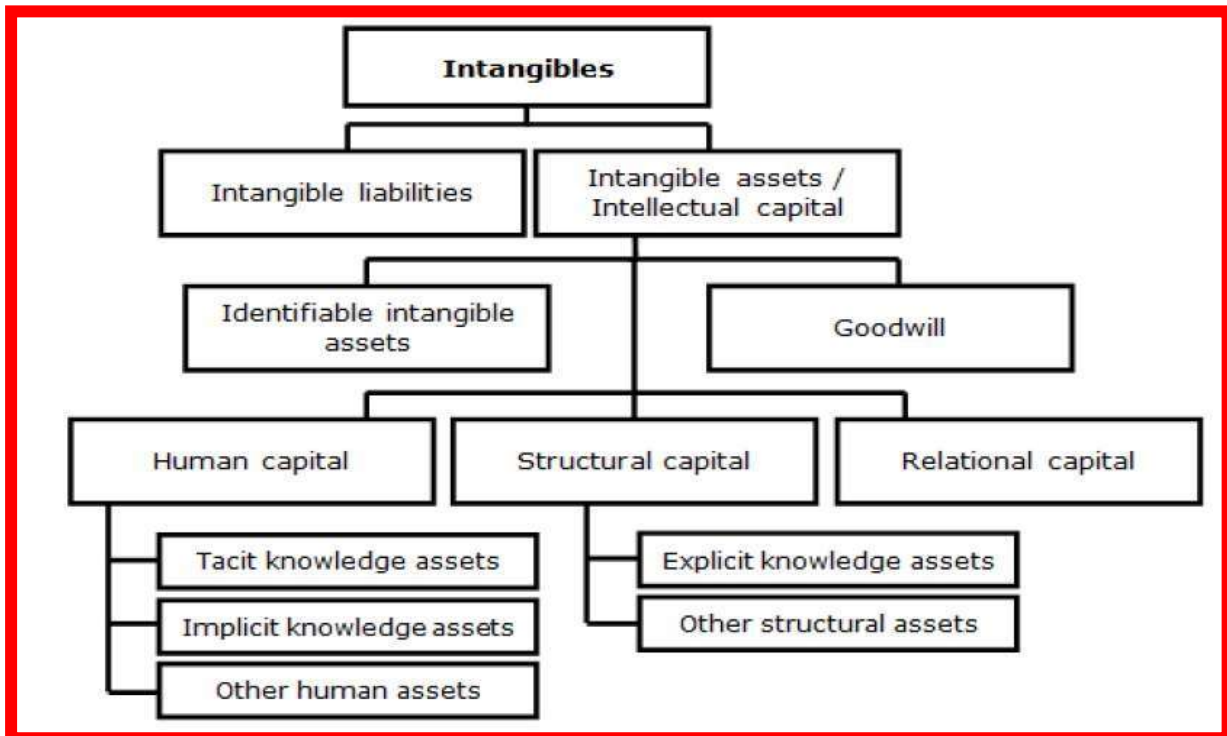 Intangibles
Intangible liabilities
Intangible assets /
Intellectual capital
Identifiable intangible
assets
Goodwill
Human capital
Structural capital
Relational capital
Tacit knowledge assets
Implicit knowledge assets
Other human assets
Explicit knowledge assets
Other structural assets